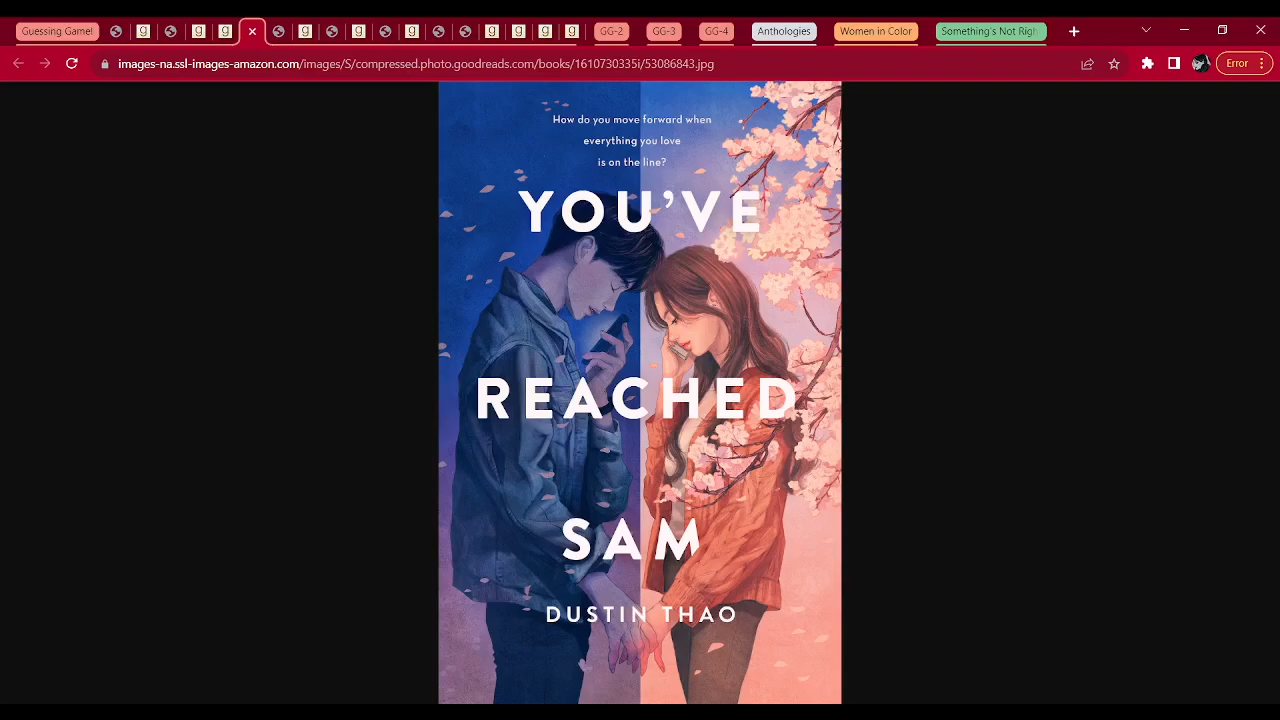 Guessing Game!
GG-2
GG-3
GG-4
Anthologies
Women in Color
Something's Not Righ
images-na.ssl-images-amazon.com/images/S/compressed.photo.goodreads.com/books/1610730335i/53086843.jpg
Error
How do you move forward when
everything you love
is on the line?
YOU'VE
REACHED
SAM
DUSTIN THAO